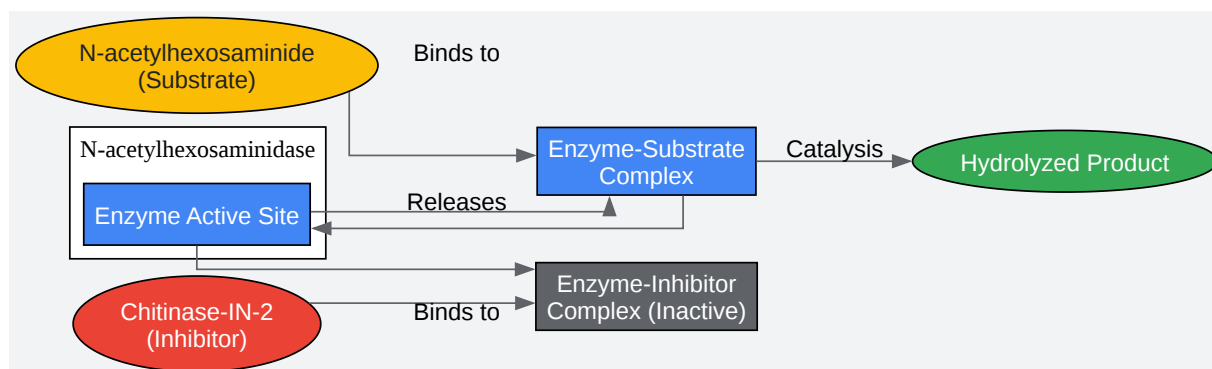 N-acetylhexosaminide
(Substrate)
Binds to
N-acetylhexosaminidase
Enzyme-Substrate
Complex
Catalysis
Hydrolyzed Product
Enzyme Active Site
Releases
Enzyme-Inhibitor
Complex (Inactive)
Chitinase-IN-2
(Inhibitor)
Binds to